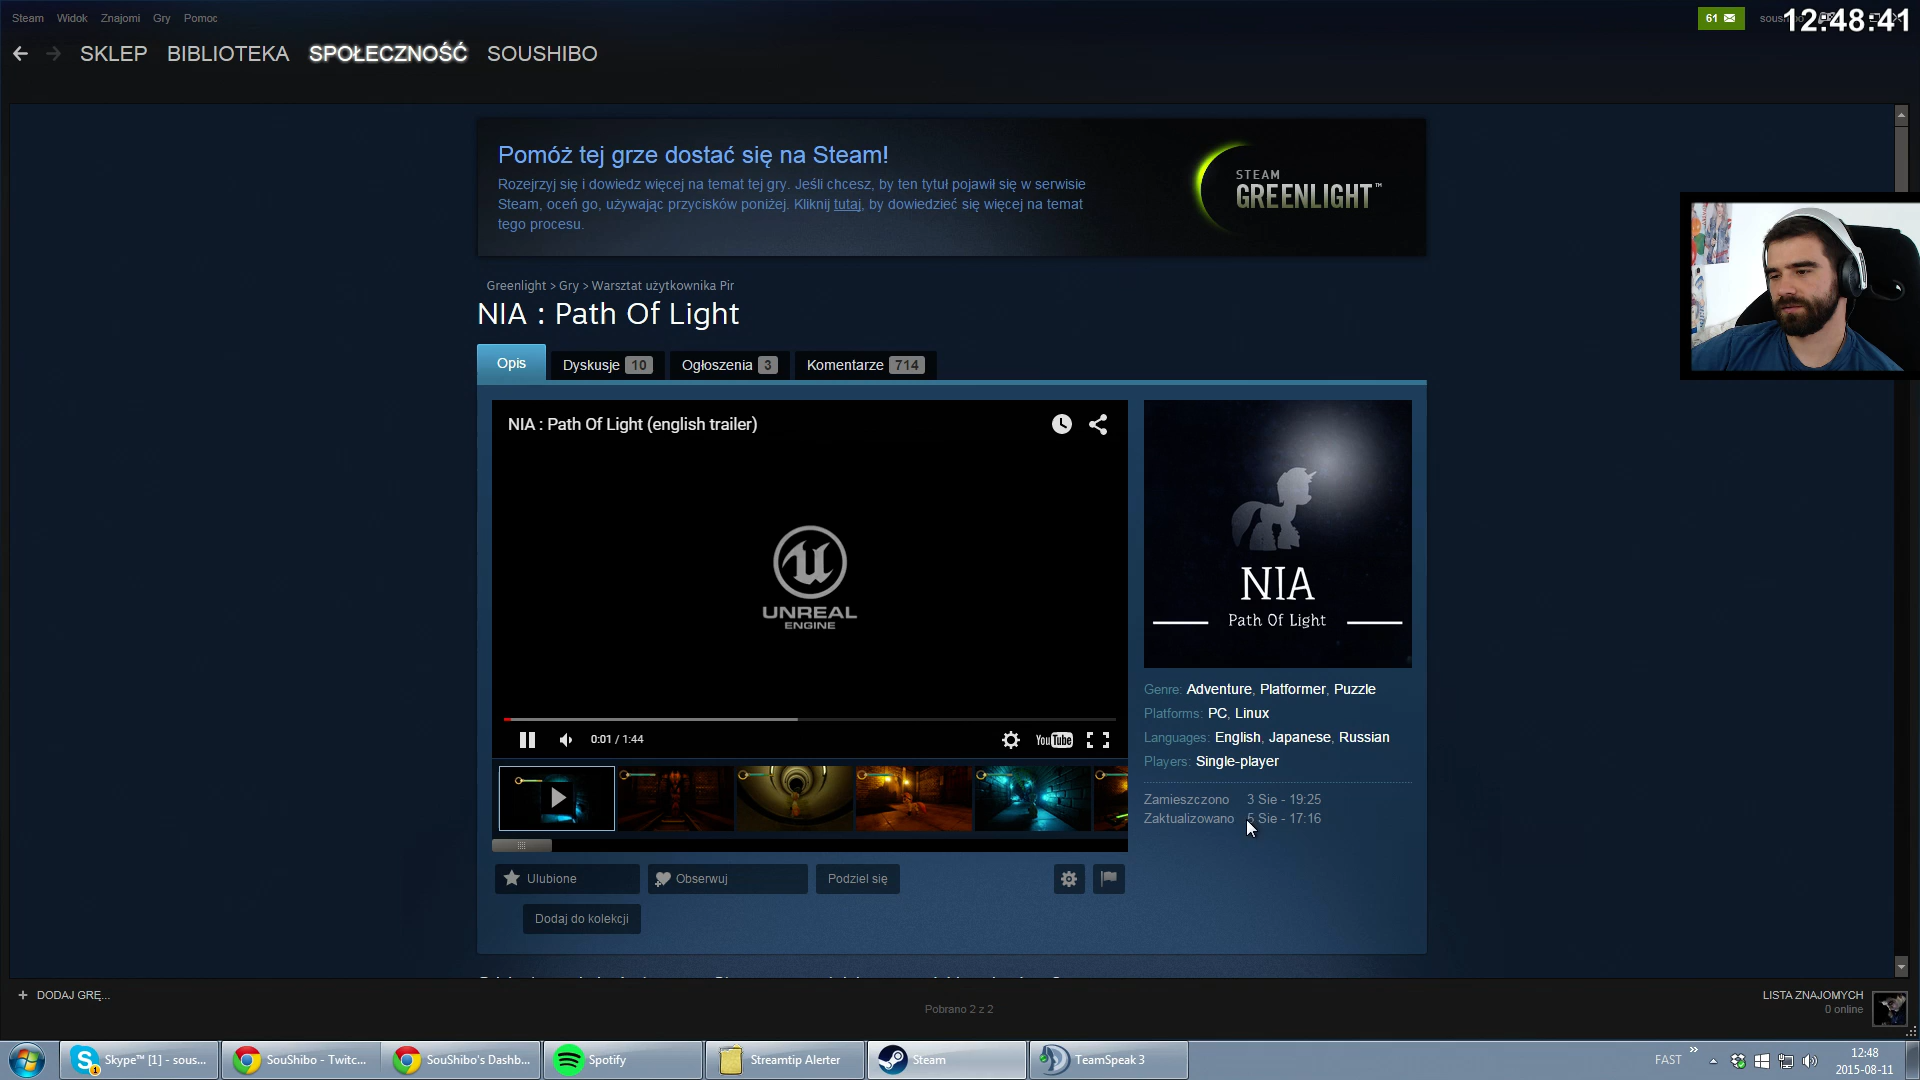 Steam Widok Znajomi Gry Pomoc
61
12:48:41
SKLEP BIBLIOTEKA SPOŁECZNOŚĆ SOUSHIBO
Pomóż tej grze dostać się na Steam!
Rozejrzyj się i dowiedz więcej na temat tej gry. Jeśli chcesz, by ten tytuł pojawił się w serwisie
Steam, oceń go, używając przycisków poniżej. Kliknij tutaj, by dowiedzieć się więcej na temat
tego procesu.
STEAM
GREENLIGHT™
Greenlight > Gry > Warsztat użytkownika Pir
NIA : Path Of Light
Opis
Dyskusje 10
Ogłoszenia 3
Komentarze 714
NIA : Path Of Light (english trailer)
UNREAL
ENGINE
0:01 / 1:44
YouTube
NIA
Path Of Light
Genre: Adventure, Platformer, Puzzle
Platforms: PC, Linux
Languages: English, Japanese, Russian
Players: Single-player
Zamieszczono 3 Sie - 19:25
Zaktualizowano 5 Sie - 17:16
Ulubione
Obserwuj
Podziel się
Dodaj do kolekcji
+ DODAJ GRĘ...
Pobrano 2 z 2
LISTA ZNAJOMYCH
0 online
Skype™ [1] - sous...
SouShibo - Twitc...
SouShibo's Dashb...
Spotify
Streamtip Alerter
Steam
TeamSpeak 3
FAST
12:48
2015-08-11